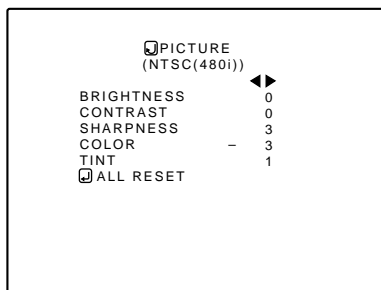 PICTURE
(NTSC(480i))
◀ ▶
BRIGHTNESS 0
CONTRAST 0
SHARPNESS 3
COLOR – 3
TINT 1
ALL RESET